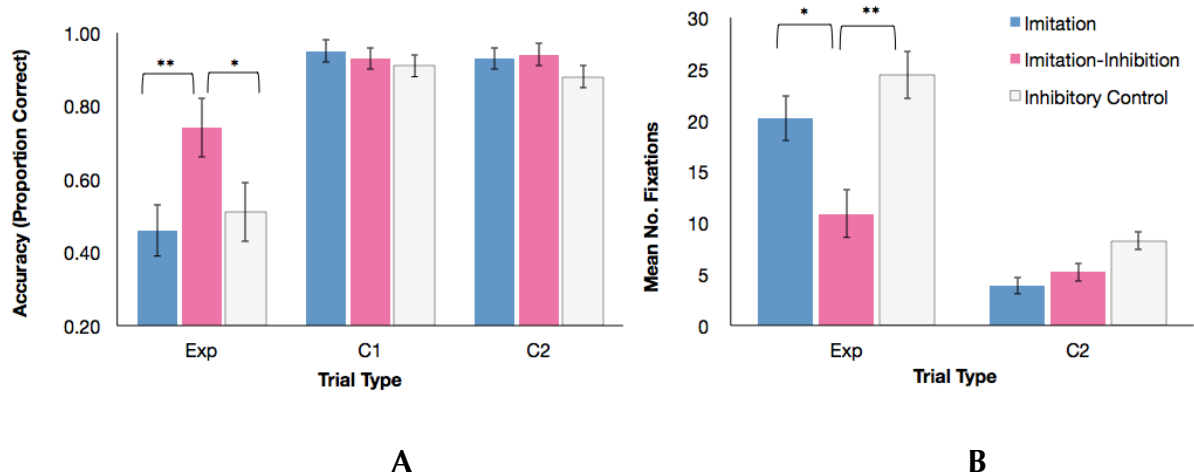 Accuracy (Proportion Correct)
1.00
0.80
0.60
0.40
0.20
**
*
Exp
C1
C2
Trial Type
A
Mean No. Fixations
30
25
20
15
10
5
0
*
**
Imitation
Imitation-Inhibition
Inhibitory Control
Exp
C2
Trial Type
B